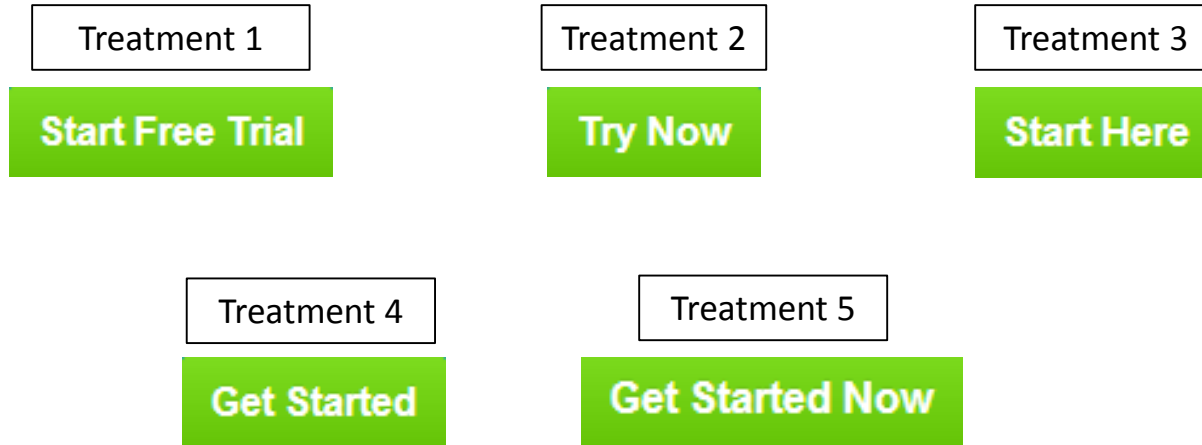 Treatment 1
Start Free Trial
Treatment 2
Try Now
Treatment 3
Start Here
Treatment 4
Get Started
Treatment 5
Get Started Now